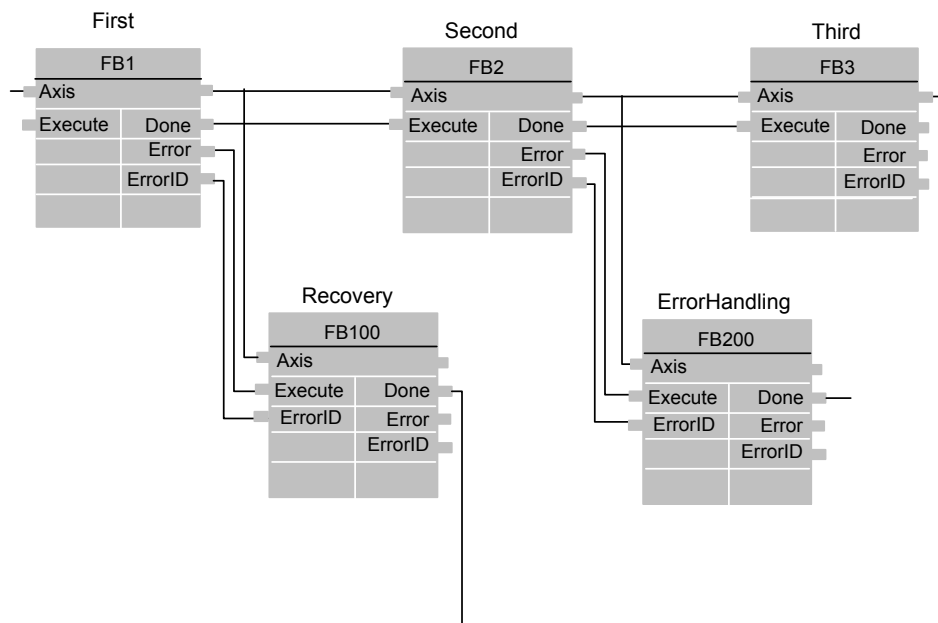 First
Second
Third
FB1
FB2
FB3
Axis
Axis
Axis
Execute Done
Execute Done
Execute Done
Error
Error
Error
ErrorID
ErrorID
ErrorID
Recovery
ErrorHandling
FB100
FB200
Axis
Axis
Execute Done
Execute Done
ErrorID Error
ErrorID Error
ErrorID
ErrorID